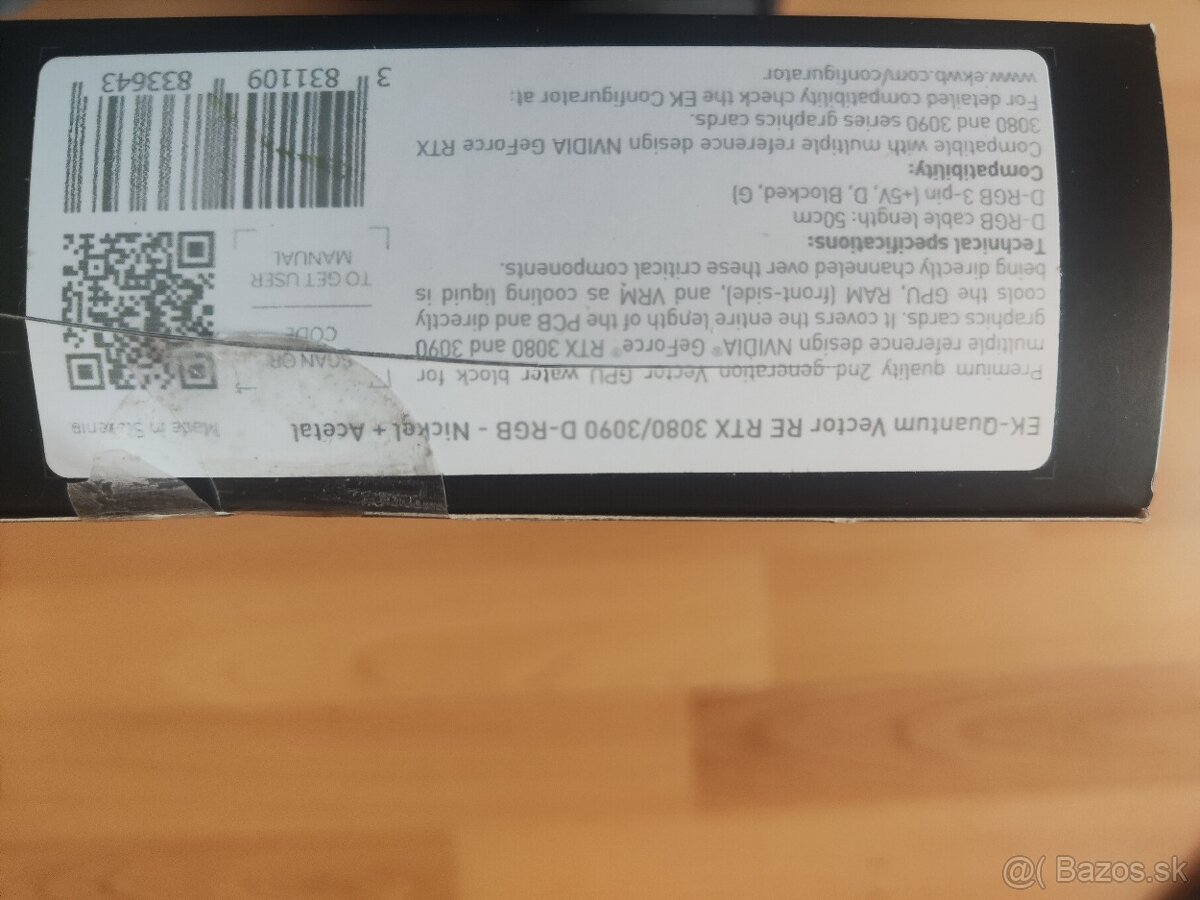 EK-Quantum Vector RE RTX 3080/3090 D-RGB - Nickel + Acetal
Made in Slovenia
Premium quality 2nd generation Vector GPU water block for
multiple reference design NVIDIA® GeForce® RTX 3080 and 3090
graphics cards. It covers the entire length of the PCB and directly
cools the GPU, RAM (front-side), and VRM as cooling liquid is
being directly channeled over these critical components.
Technical specifications:
D-RGB cable length: 50cm
D-RGB 3-pin (+5V, D, Blocked, G)
Compatibility:
Compatible with multiple reference design NVIDIA GeForce RTX
3080 and 3090 series graphics cards.
For detailed compatibility check the EK Configurator at:
www.ekwb.com/configurator
SCAN QR
CODE
TO GET USER
MANUAL
3 831109 833643
@( Bazos.sk